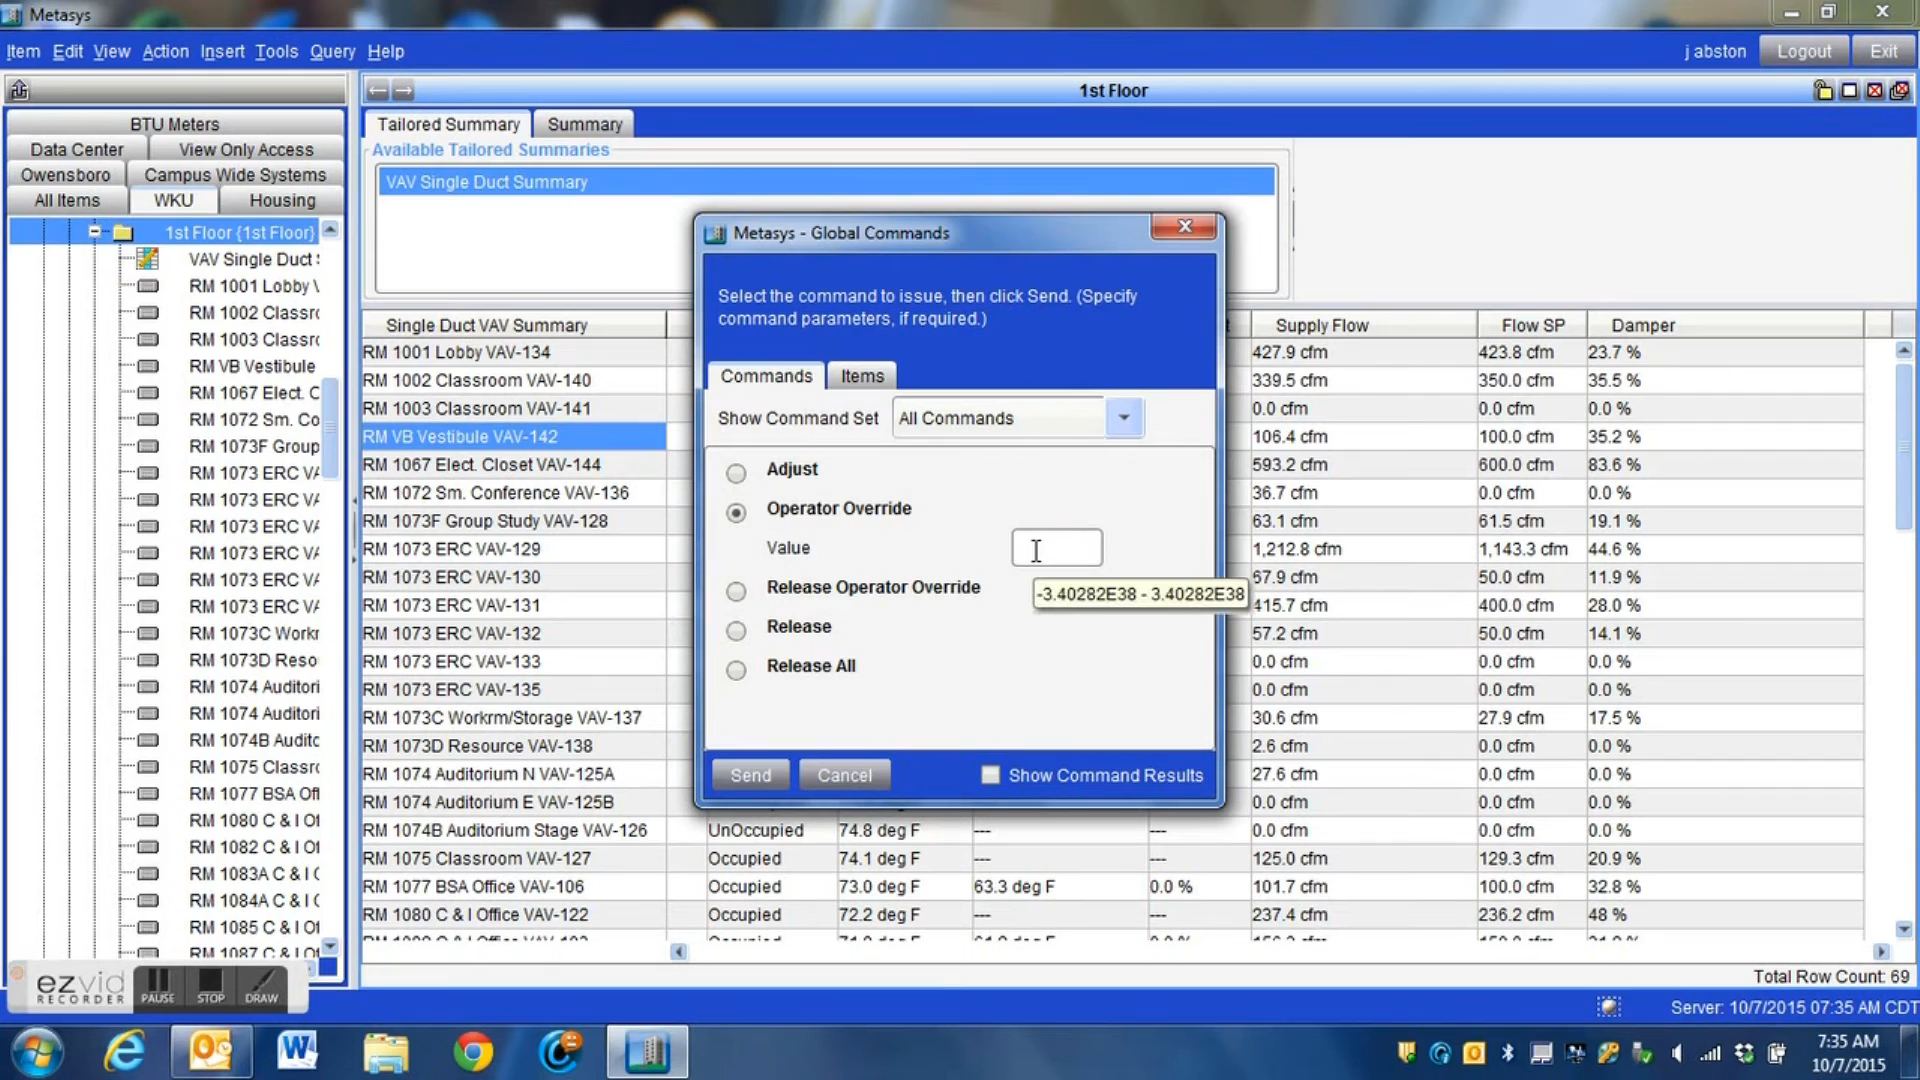 Metasys
Item Edit View Action Insert Tools Query Help
j abston Logout Exit
1st Floor
BTU Meters
Data Center View Only Access
Owensboro Campus Wide Systems
All Items WKU Housing
1st Floor {1st Floor}
VAV Single Duct
RM 1001 Lobby
RM 1002 Classr
RM 1003 Classr
RM VB Vestibule
RM 1067 Elect. C
RM 1072 Sm. Co
RM 1073F Group
RM 1073 ERC VA
RM 1073 ERC VA
RM 1073 ERC VA
RM 1073 ERC VA
RM 1073 ERC VA
RM 1073 ERC VA
RM 1073C Workr
RM 1073D Reso
RM 1074 Auditori
RM 1074 Auditori
RM 1074B Audito
RM 1075 Classr
RM 1077 BSA Off
RM 1080 C & I Of
RM 1082 C & I Of
RM 1083A C & I
RM 1084A C & I
RM 1085 C & I Of
RM 1087 C & I Of
Tailored Summary Summary
Available Tailored Summaries
VAV Single Duct Summary
Single Duct VAV Summary Supply Flow Flow SP Damper
RM 1001 Lobby VAV-134 427.9 cfm 423.8 cfm 23.7 %
RM 1002 Classroom VAV-140 339.5 cfm 350.0 cfm 35.5 %
RM 1003 Classroom VAV-141 0.0 cfm 0.0 cfm 0.0 %
RM VB Vestibule VAV-142 106.4 cfm 100.0 cfm 35.2 %
RM 1067 Elect. Closet VAV-144 593.2 cfm 600.0 cfm 83.6 %
RM 1072 Sm. Conference VAV-136 36.7 cfm 0.0 cfm 0.0 %
RM 1073F Group Study VAV-128 63.1 cfm 61.5 cfm 19.1 %
RM 1073 ERC VAV-129 1,212.8 cfm 1,143.3 cfm 44.6 %
RM 1073 ERC VAV-130 67.9 cfm 50.0 cfm 11.9 %
RM 1073 ERC VAV-131 415.7 cfm 400.0 cfm 28.0 %
RM 1073 ERC VAV-132 57.2 cfm 50.0 cfm 14.1 %
RM 1073 ERC VAV-133 0.0 cfm 0.0 cfm 0.0 %
RM 1073 ERC VAV-135 0.0 cfm 0.0 cfm 0.0 %
RM 1073C Workrm/Storage VAV-137 30.6 cfm 27.9 cfm 17.5 %
RM 1073D Resource VAV-138 2.6 cfm 0.0 cfm 0.0 %
RM 1074 Auditorium N VAV-125A 27.6 cfm 0.0 cfm 0.0 %
RM 1074 Auditorium E VAV-125B 0.0 cfm 0.0 cfm 0.0 %
RM 1074B Auditorium Stage VAV-126 UnOccupied 74.8 deg F --- --- 0.0 cfm 0.0 cfm 0.0 %
RM 1075 Classroom VAV-127 Occupied 74.1 deg F --- --- 125.0 cfm 129.3 cfm 20.9 %
RM 1077 BSA Office VAV-106 Occupied 73.0 deg F 63.3 deg F 0.0 % 101.7 cfm 100.0 cfm 32.8 %
RM 1080 C & I Office VAV-122 Occupied 72.2 deg F --- --- 237.4 cfm 236.2 cfm 48 %
Metasys - Global Commands
Select the command to issue, then click Send. (Specify
command parameters, if required.)
Commands Items
Show Command Set All Commands
Adjust
Operator Override
Value
Release Operator Override
-3.40282E38 - 3.40282E38
Release
Release All
Send Cancel Show Command Results
Total Row Count: 69
Server: 10/7/2015 07:35 AM CDT
ezvid
RECORDER
PAUSE STOP DRAW
7:35 AM
10/7/2015